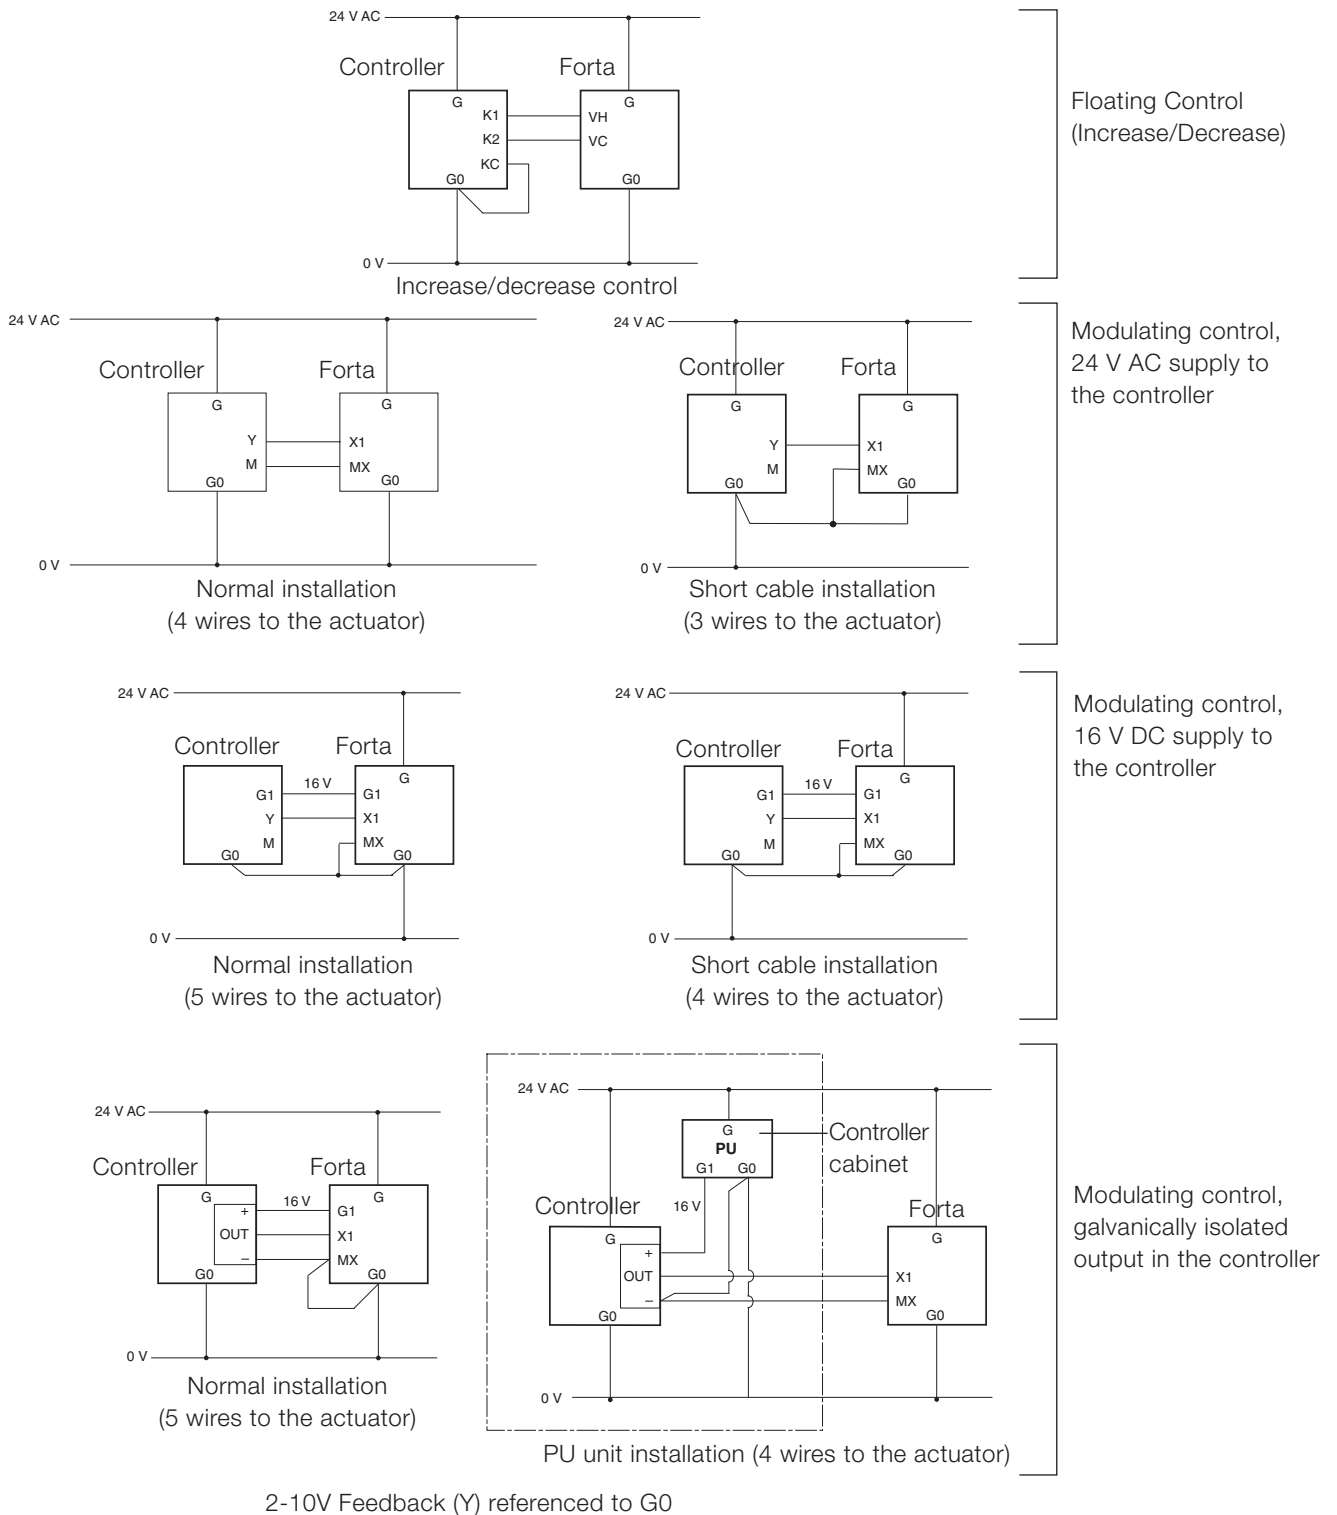 24 V AC
Controller
Forta
G
G
K1
VH
K2
VC
KC
G0
G0
0 V
Increase/decrease control
Floating Control
(Increase/Decrease)
24 V AC
Controller
Forta
G
G
Y
X1
M
MX
G0
G0
0 V
Normal installation
(4 wires to the actuator)
24 V AC
Controller
Forta
G
G
Y
X1
M
MX
G0
G0
0 V
Short cable installation
(3 wires to the actuator)
Modulating control,
24 V AC supply to
the controller
24 V AC
Controller
Forta
G
16 V
G1
G1
Y
X1
M
MX
G0
G0
0 V
Normal installation
(5 wires to the actuator)
24 V AC
Controller
Forta
G
16 V
G1
G1
Y
X1
M
MX
G0
G0
0 V
Short cable installation
(4 wires to the actuator)
Modulating control,
16 V DC supply to
the controller
24 V AC
Controller
Forta
G
G
16 V
+
G1
OUT
X1
–
MX
G0
G0
0 V
Normal installation
(5 wires to the actuator)
24 V AC
G
PU
G1
G0
Controller
cabinet
Controller
16 V
Forta
G
G
+
OUT
X1
–
MX
G0
G0
0 V
PU unit installation (4 wires to the actuator)
Modulating control,
galvanically isolated
output in the controller
2-10V Feedback (Y) referenced to G0